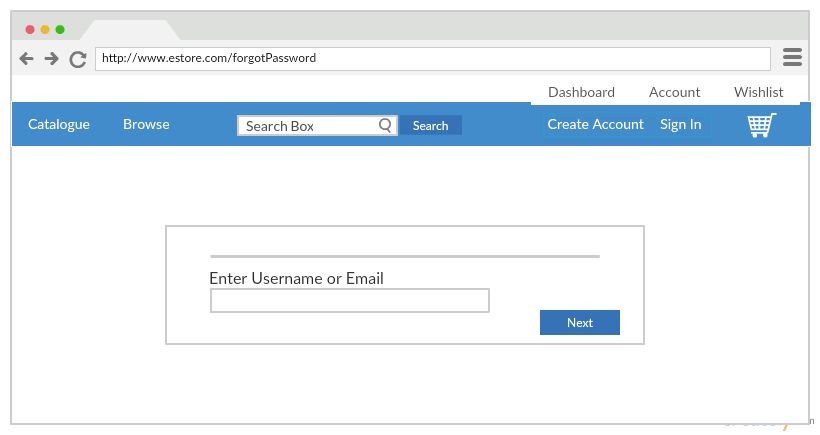 http://www.estore.com/forgotPassword
Dashboard Account Wishlist
Catalogue Browse Search Box Search Create Account Sign In
Enter Username or Email
Next